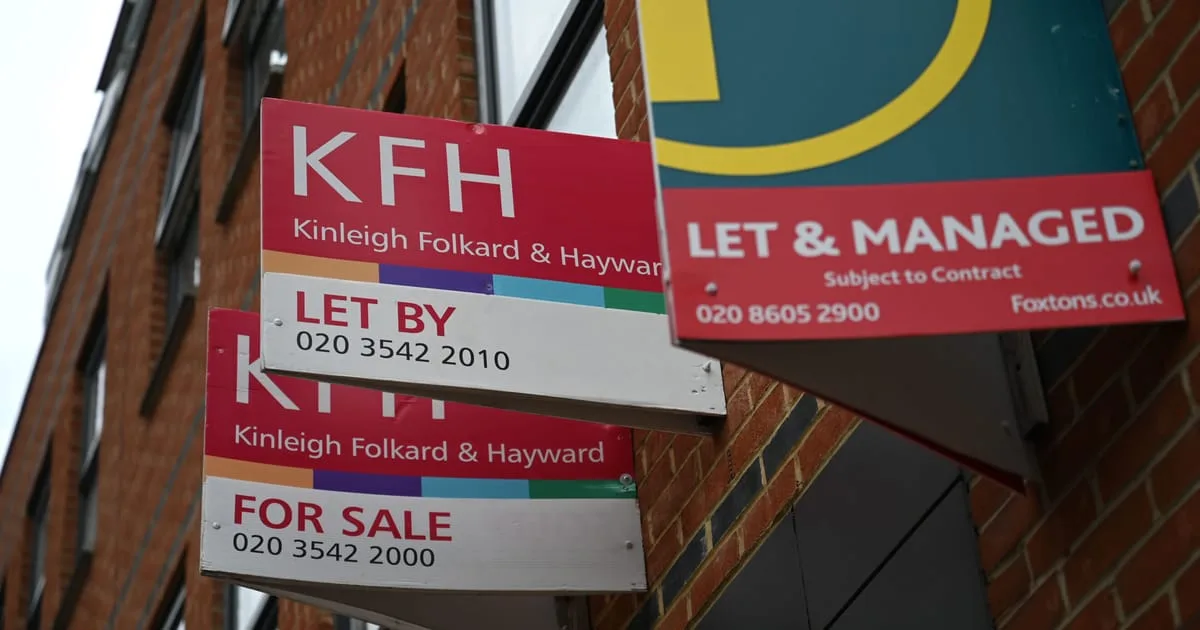 KFH
Kinleigh Folkard & Haywar
LET BY
020 3542 2010
KFH
Kinleigh Folkard & Hayward
FOR SALE
020 3542 2000
LET & MANAGED
Subject to Contract
020 8605 2900
Foxtons.co.uk